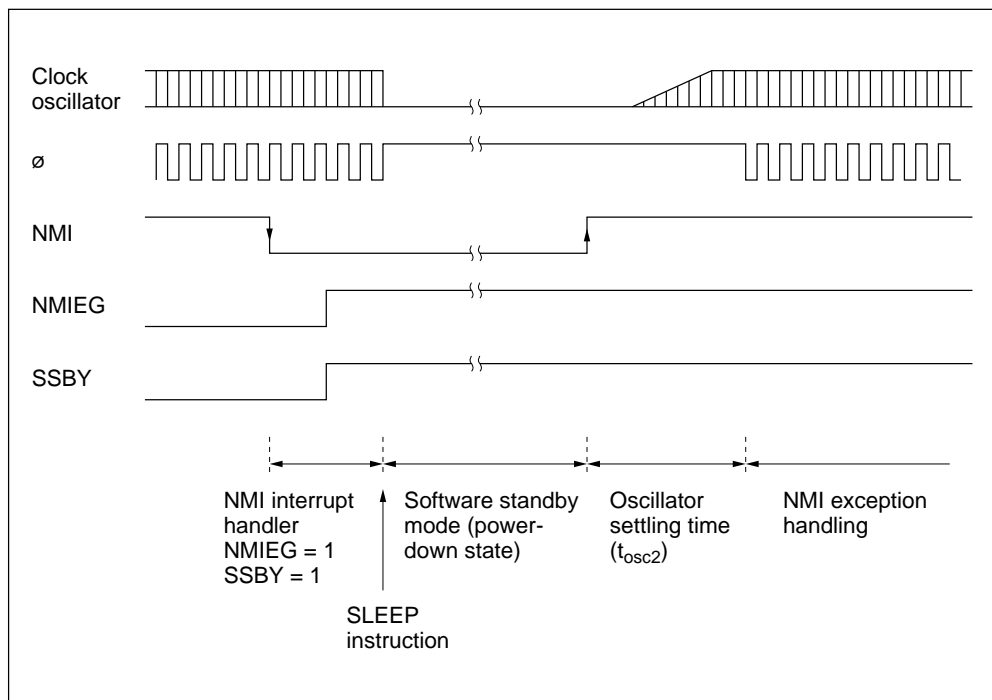 Clock
oscillator
ø
NMI
NMIEG
SSBY
NMI interrupt
handler
NMIEG = 1
SSBY = 1
Software standby
mode (power-
down state)
Oscillator
settling time
(tosc2)
NMI exception
handling
SLEEP
instruction